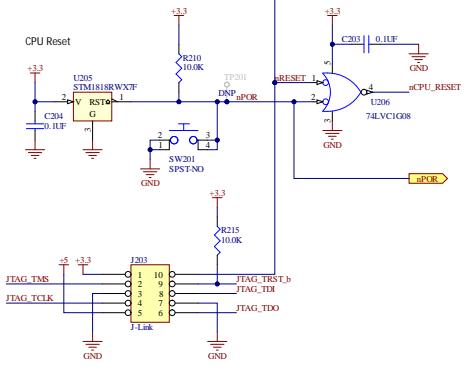 CPU Reset
+3.3
+3.3
C203
0.1UF
GND
R210
10.0K
+3.3
U205
STM1818RWX7F
2
V
RST
1
G
3
C204
0.1UF
GND
TP201
DNP
nPOR
nRESET
1
2
5
4
3
nCPU_RESET
U206
74LVC1G08
GND
2
1
3
4
SW201
SPST-NO
GND
nPOR
+3.3
R215
10.0K
+5
+3.3
J203
1
10
JTAG_TMS
2
9
JTAG_TRST_b
3
8
JTAG_TDI
JTAG_TCLK
4
7
5
6
JTAG_TDO
J-Link
GND
GND